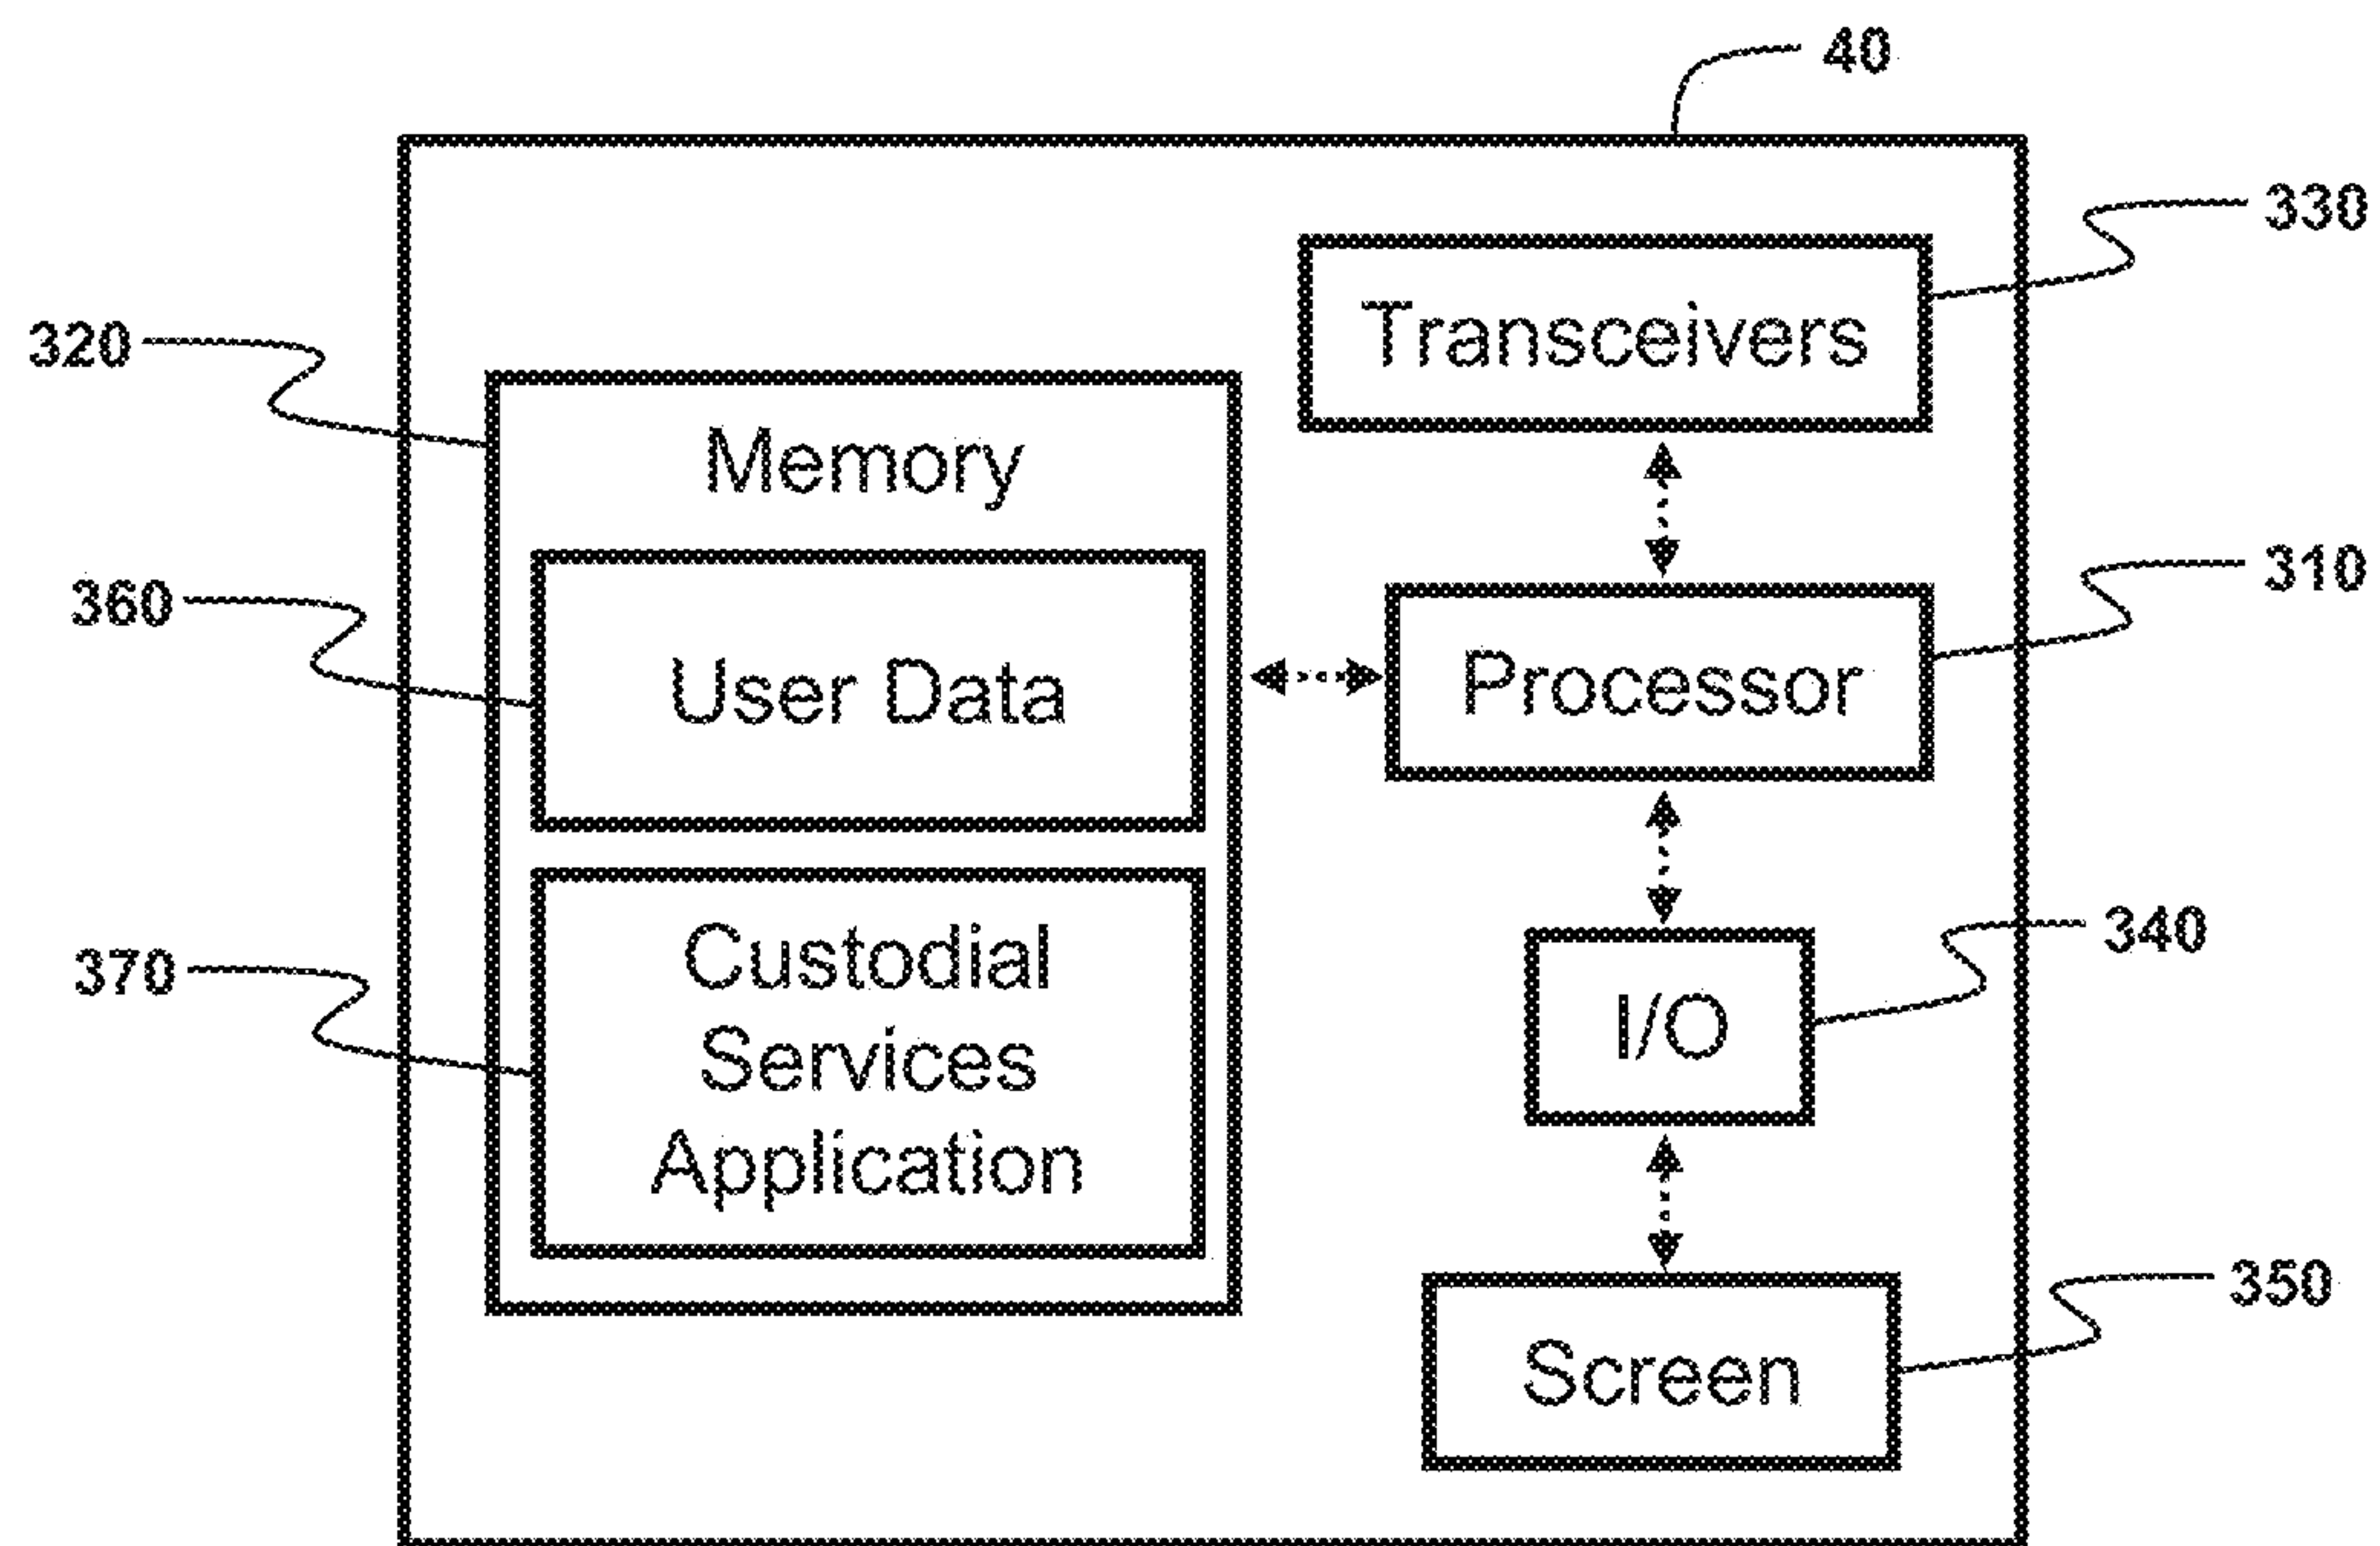 40
330
Transceivers
320
Memory
310
360
User Data
Processor
340
370
Custodial
Services
Application
I/O
350
Screen